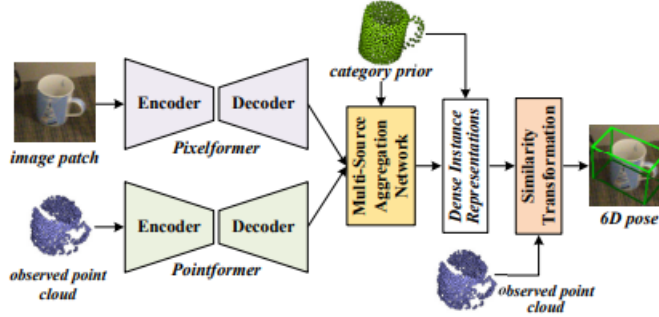 image patch
Encoder
Decoder
Pixelformer
observed point
cloud
Encoder
Decoder
Pointformer
category prior
Multi-Source
Aggregation
Network
Dense Instance
Representations
Similarity
Transformation
observed point
cloud
6D pose